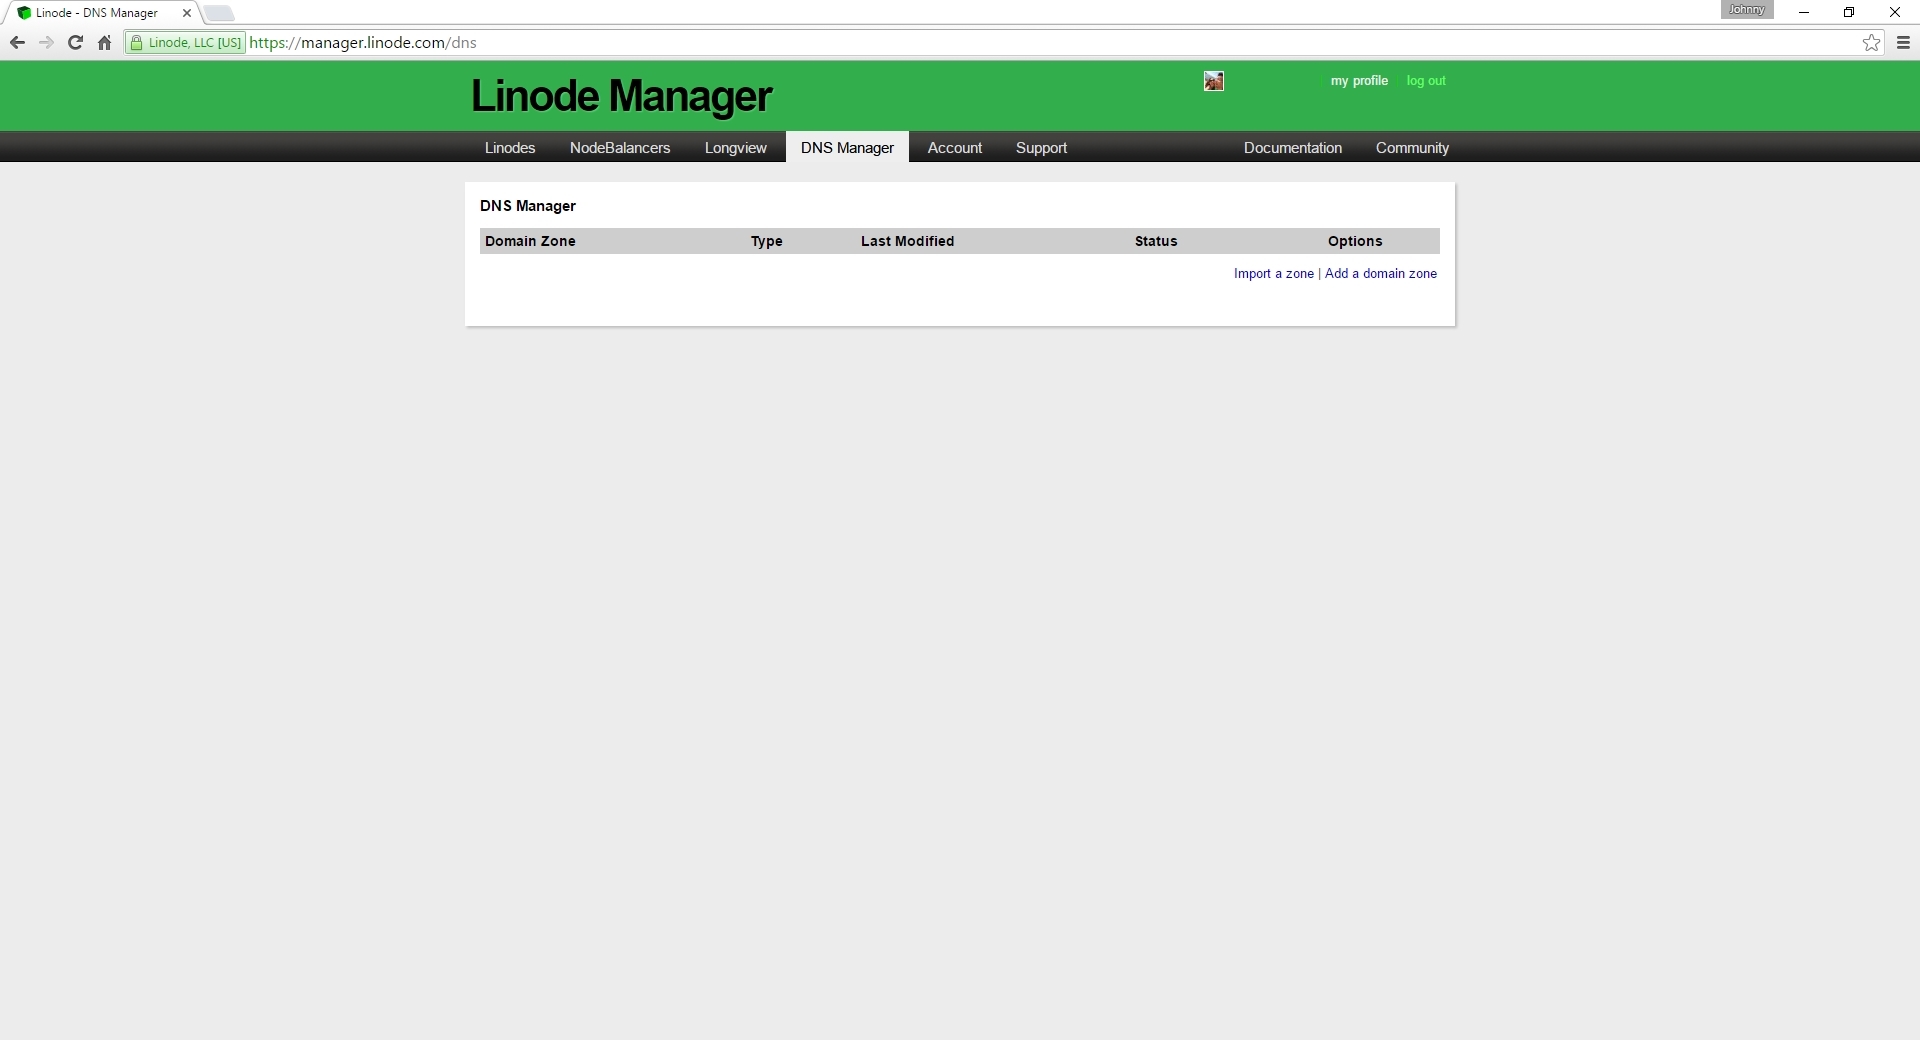 Linode - DNS Manager
Johnny
Linode, LLC [US] https://manager.linode.com/dns
Linode Manager
my profile log out
Linodes NodeBalancers Longview DNS Manager Account Support Documentation Community
DNS Manager
Domain Zone Type Last Modified Status Options
Import a zone | Add a domain zone